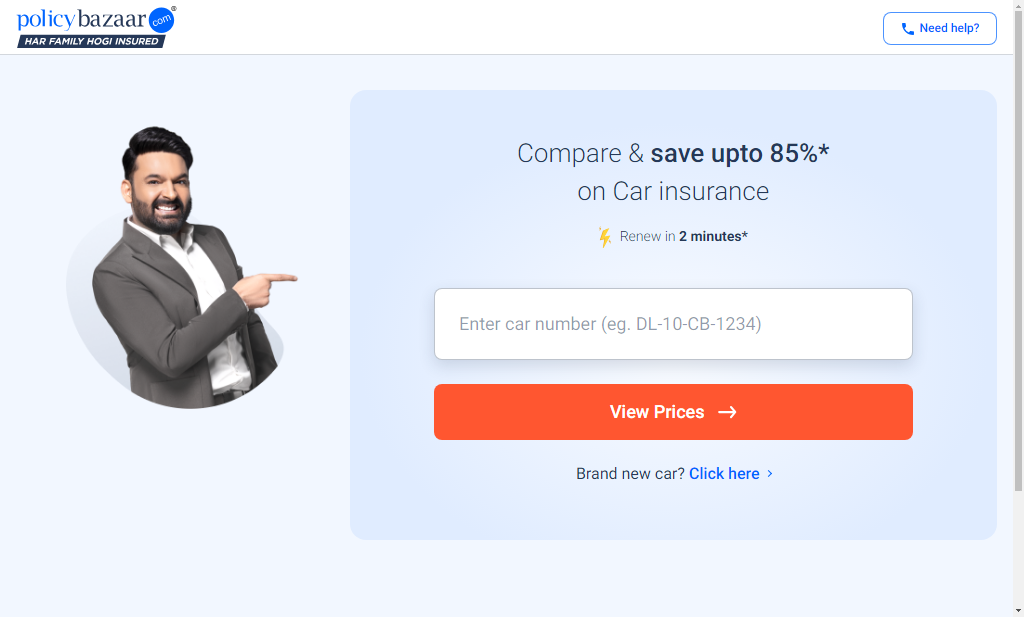 policybazaar.com®
HAR FAMILY HOGI INSURED
Need help?
Compare & save upto 85%*
on Car insurance
Renew in 2 minutes*
Enter car number (eg. DL-10-CB-1234)
View Prices →
Brand new car? Click here >